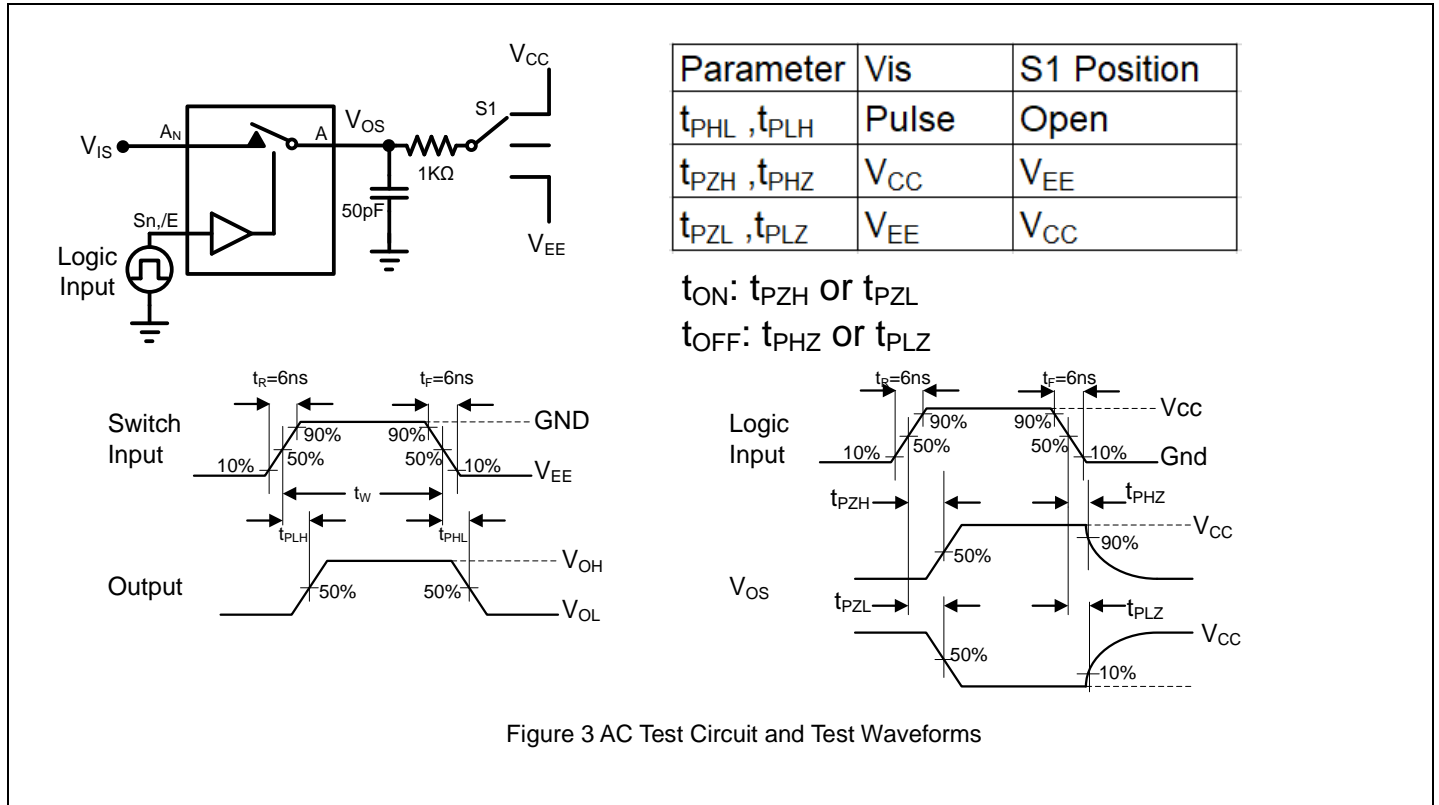 V_CC
S1
V_IS
A_N
A
V_OS
1KΩ
50pF
V_EE
Sn,/E
Logic
Input
Parameter Vis S1 Position
t_PHL ,t_PLH Pulse Open
t_PZH ,t_PHZ V_CC V_EE
t_PZL ,t_PLZ V_EE V_CC
t_ON: t_PZH or t_PZL
t_OFF: t_PHZ or t_PLZ
t_R=6ns t_F=6ns
Switch
Input
GND
90% 90%
50% 50%
10% 10%
V_EE
t_W
t_PLH t_PHL
Output
V_OH
50% 50%
V_OL
t_R=6ns t_F=6ns
Logic
Input
Vcc
90% 90%
50% 50%
10% 10%
Gnd
t_PZH t_PHZ
V_CC
90%
50%
V_OS
t_PZL t_PLZ
V_CC
50%
10%
Figure 3 AC Test Circuit and Test Waveforms